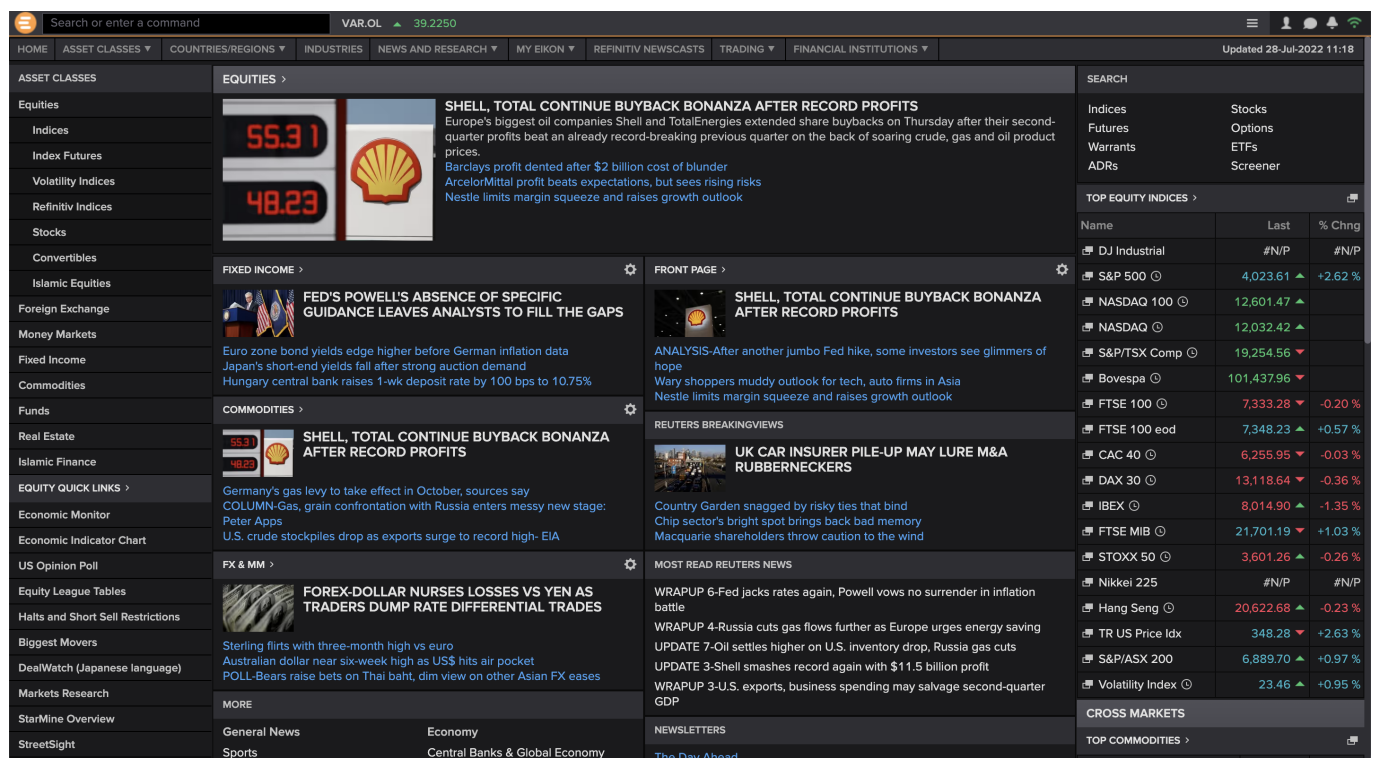 Search or enter a command
VAR.OL 39.2250
HOME ASSET CLASSES COUNTRIES/REGIONS INDUSTRIES NEWS AND RESEARCH MY EIKON REFINITIV NEWSCASTS TRADING FINANCIAL INSTITUTIONS Updated 28-Jul-2022 11:18
ASSET CLASSES
Equities
Indices
Index Futures
Volatility Indices
Refinitiv Indices
Stocks
Convertibles
Islamic Equities
Foreign Exchange
Money Markets
Fixed Income
Commodities
Funds
Real Estate
Islamic Finance
EQUITY QUICK LINKS >
Economic Monitor
Economic Indicator Chart
US Opinion Poll
Equity League Tables
Halts and Short Sell Restrictions
Biggest Movers
DealWatch (Japanese language)
Markets Research
StarMine Overview
StreetSight
EQUITIES >
55.31
48.23
SHELL, TOTAL CONTINUE BUYBACK BONANZA AFTER RECORD PROFITS
Europe's biggest oil companies Shell and TotalEnergies extended share buybacks on Thursday after their second-
quarter profits beat an already record-breaking previous quarter on the back of soaring crude, gas and oil product
prices.
Barclays profit dented after $2 billion cost of blunder
ArcelorMittal profit beats expectations, but sees rising risks
Nestle limits margin squeeze and raises growth outlook
FIXED INCOME >
FED'S POWELL'S ABSENCE OF SPECIFIC
GUIDANCE LEAVES ANALYSTS TO FILL THE GAPS
Euro zone bond yields edge higher before German inflation data
Japan's short-end yields fall after strong auction demand
Hungary central bank raises 1-wk deposit rate by 100 bps to 10.75%
COMMODITIES >
55.31
48.23
SHELL, TOTAL CONTINUE BUYBACK BONANZA
AFTER RECORD PROFITS
Germany's gas levy to take effect in October, sources say
COLUMN-Gas, grain confrontation with Russia enters messy new stage:
Peter Apps
U.S. crude stockpiles drop as exports surge to record high- EIA
FX & MM >
FOREX-DOLLAR NURSES LOSSES VS YEN AS
TRADERS DUMP RATE DIFFERENTIAL TRADES
Sterling flirts with three-month high vs euro
Australian dollar near six-week high as US$ hits air pocket
POLL-Bears raise bets on Thai baht, dim view on other Asian FX eases
MORE
General News Economy
Sports Central Banks & Global Economy
FRONT PAGE >
SHELL, TOTAL CONTINUE BUYBACK BONANZA
AFTER RECORD PROFITS
ANALYSIS-After another jumbo Fed hike, some investors see glimmers of
hope
Wary shoppers muddy outlook for tech, auto firms in Asia
Nestle limits margin squeeze and raises growth outlook
REUTERS BREAKINGVIEWS
UK CAR INSURER PILE-UP MAY LURE M&A
RUBBERNECKERS
Country Garden snagged by risky ties that bind
Chip sector's bright spot brings back bad memory
Macquarie shareholders throw caution to the wind
MOST READ REUTERS NEWS
WRAPUP 6-Fed jacks rates again, Powell vows no surrender in inflation
battle
WRAPUP 4-Russia cuts gas flows further as Europe urges energy saving
UPDATE 7-Oil settles higher on U.S. inventory drop, Russia gas cuts
UPDATE 3-Shell smashes record again with $11.5 billion profit
WRAPUP 3-U.S. exports, business spending may salvage second-quarter
GDP
NEWSLETTERS
The Day Ahead
SEARCH
Indices Stocks
Futures Options
Warrants ETFs
ADRs Screener
TOP EQUITY INDICES >
Name Last % Chng
DJ Industrial #N/P #N/P
S&P 500 4,023.61 +2.62 %
NASDAQ 100 12,601.47
NASDAQ 12,032.42
S&P/TSX Comp 19,254.56
Bovespa 101,437.96
FTSE 100 7,333.28 -0.20 %
FTSE 100 eod 7,348.23 +0.57 %
CAC 40 6,255.95 -0.03 %
DAX 30 13,118.64 -0.36 %
IBEX 8,014.90 -1.35 %
FTSE MIB 21,701.19 +1.03 %
STOXX 50 3,601.26 -0.26 %
Nikkei 225 #N/P #N/P
Hang Seng 20,622.68 -0.23 %
TR US Price Idx 348.28 +2.63 %
S&P/ASX 200 6,889.70 +0.97 %
Volatility Index 23.46 +0.95 %
CROSS MARKETS
TOP COMMODITIES >